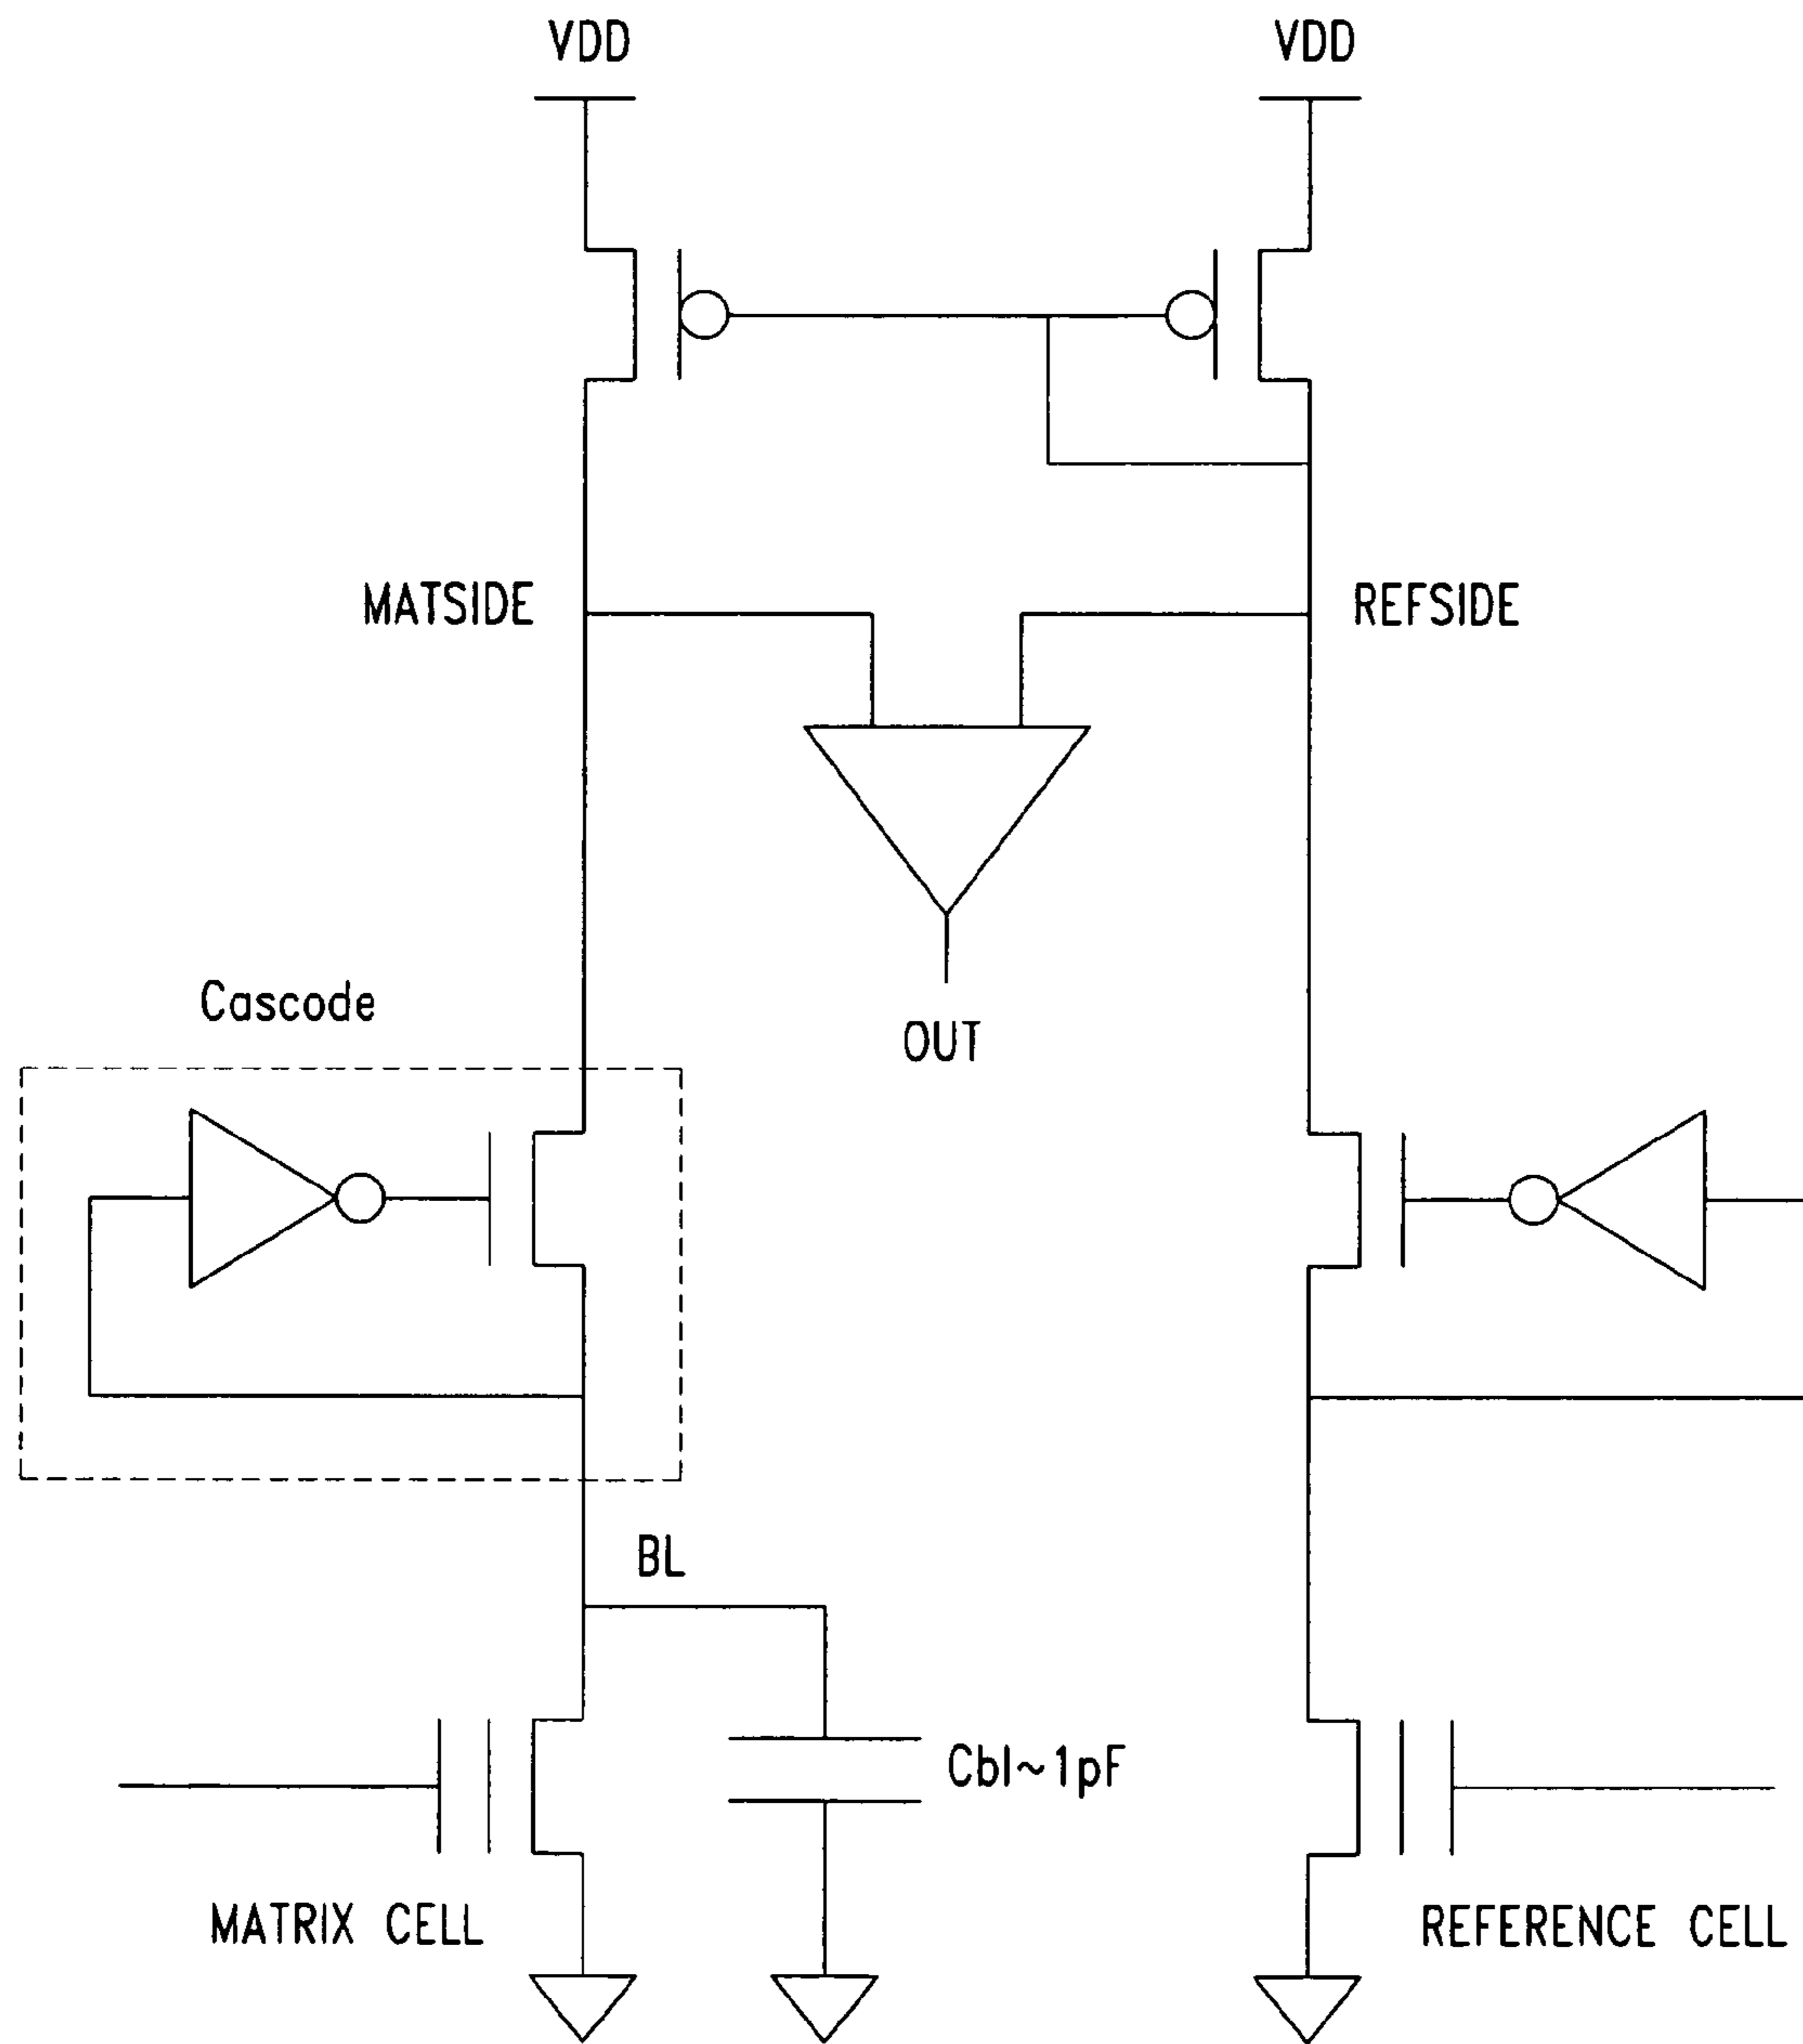 VDD
VDD
MATSIDE
REFSIDE
Cascode
OUT
BL
Cbl~1pF
MATRIX CELL
REFERENCE CELL